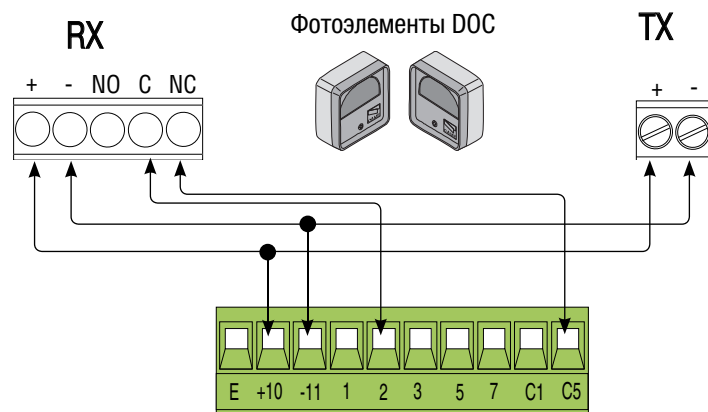 RX
Фотоэлементы DOC
TX
+ - NO C NC
+ -
E +10 -11 1 2 3 5 7 C1 C5